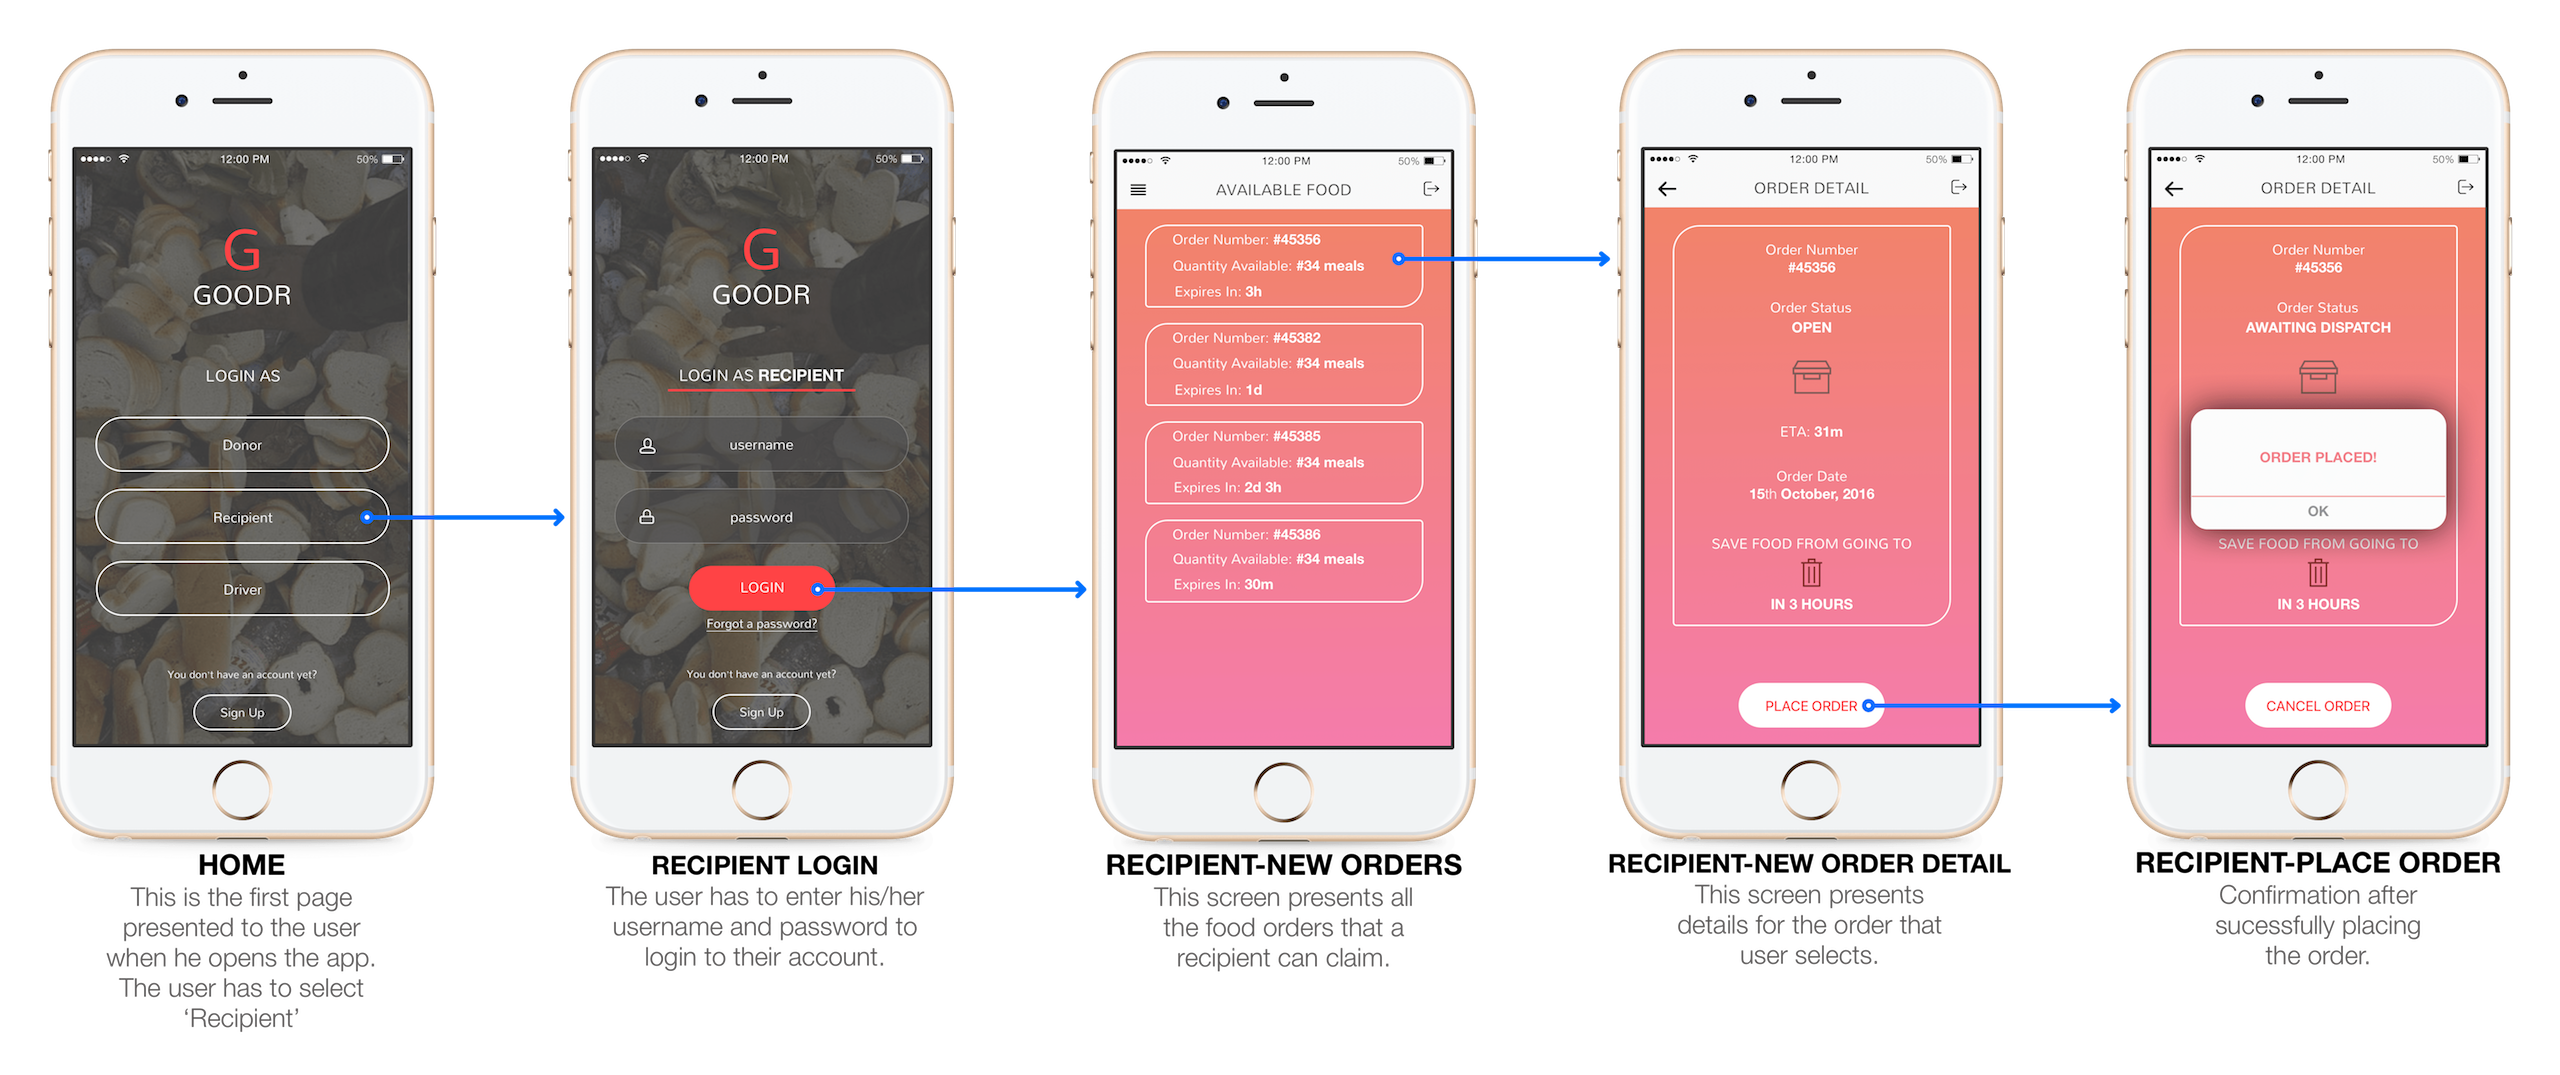 12:00 PM
50%
G
GOODR
LOGIN AS
Donor
Recipient
Driver
You don't have an account yet?
Sign Up
HOME
This is the first page
presented to the user
when he opens the app.
The user has to select
‘Recipient’
12:00 PM
50%
G
GOODR
LOGIN AS RECIPIENT
username
password
LOGIN
Forgot a password?
You don't have an account yet?
Sign Up
RECIPIENT LOGIN
The user has to enter his/her
username and password to
login to their account.
12:00 PM
50%
AVAILABLE FOOD
Order Number: #45356
Quantity Available: #34 meals
Expires In: 3h
Order Number: #45382
Quantity Available: #34 meals
Expires In: 1d
Order Number: #45385
Quantity Available: #34 meals
Expires In: 2d 3h
Order Number: #45386
Quantity Available: #34 meals
Expires In: 30m
RECIPIENT-NEW ORDERS
This screen presents all
the food orders that a
recipient can claim.
12:00 PM
50%
ORDER DETAIL
Order Number
#45356
Order Status
OPEN
ETA: 31m
Order Date
15th October, 2016
SAVE FOOD FROM GOING TO
IN 3 HOURS
PLACE ORDER
RECIPIENT-NEW ORDER DETAIL
This screen presents
details for the order that
user selects.
12:00 PM
50%
ORDER DETAIL
Order Number
#45356
Order Status
AWAITING DISPATCH
ORDER PLACED!
OK
SAVE FOOD FROM GOING TO
IN 3 HOURS
CANCEL ORDER
RECIPIENT-PLACE ORDER
Confirmation after
sucessfully placing
the order.